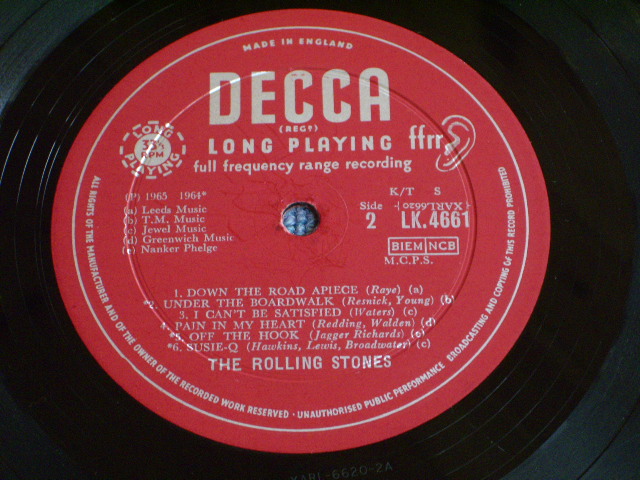 MADE IN ENGLAND
DECCA
(REGD)
LONG PLAYING ffrr
full frequency range recording
LONG PLAYING
33⅓
RPM
K/T S
(P) 1965 1964*
(a) Leeds Music
(b) T.M. Music
(c) Jewel Music
(d) Greenwich Music
(e) Nanker Phelge
Side
2
(XARL.6620)
LK.4661
BIEM NCB
M.C.P.S.
1. DOWN THE ROAD APIECE (Raye) (a)
*2. UNDER THE BOARDWALK (Resnick, Young) (b)
3. I CAN'T BE SATISFIED (Waters) (c)
4. PAIN IN MY HEART (Redding, Walden) (d)
*5. OFF THE HOOK (Jagger Richards) (e)
*6. SUSIE-Q (Hawkins, Lewis, Broadwater) (c)
THE ROLLING STONES
ALL RIGHTS OF THE MANUFACTURER AND OF THE OWNER OF THE RECORDED WORK RESERVED · UNAUTHORISED PUBLIC PERFORMANCE BROADCASTING AND COPYING OF THIS RECORD PROHIBITED
XARL-6620-2A